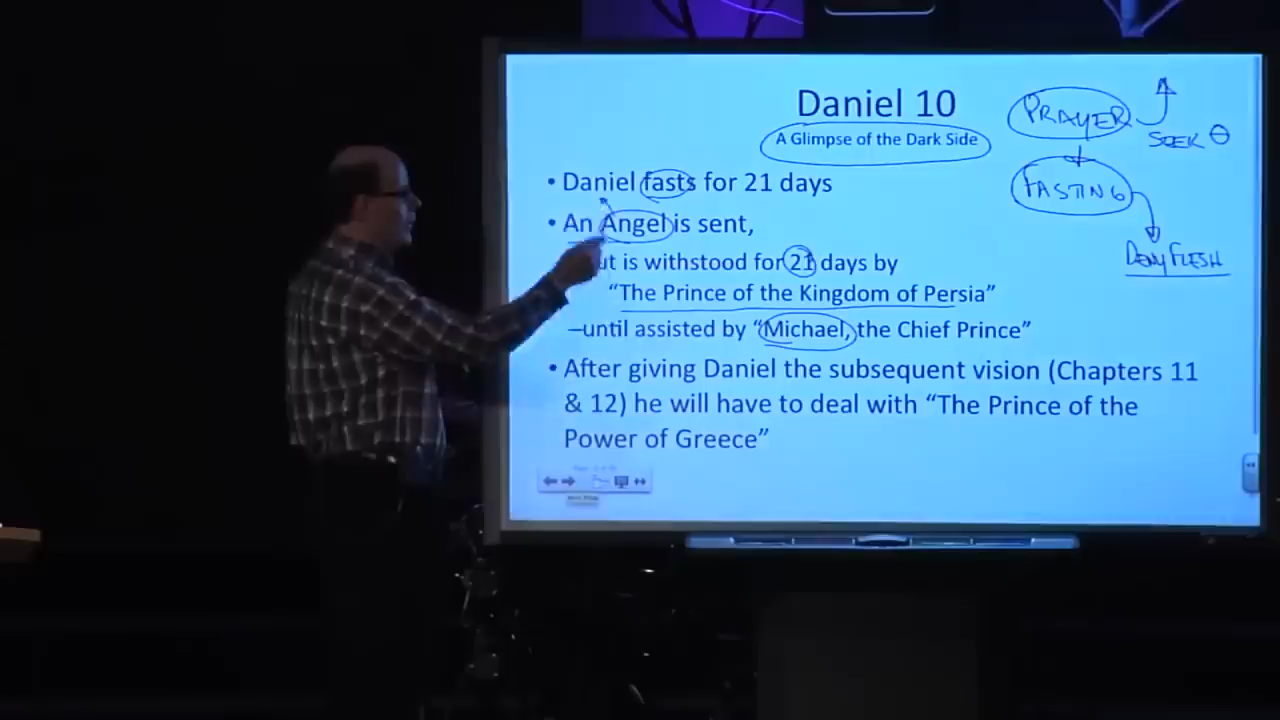 Daniel 10
A Glimpse of the Dark Side
• Daniel fasts for 21 days
• An Angel is sent,
ut is withstood for 21 days by
“The Prince of the Kingdom of Persia”
–until assisted by “Michael, the Chief Prince”
• After giving Daniel the subsequent vision (Chapters 11
& 12) he will have to deal with “The Prince of the
Power of Greece”
PRAYER
SEEK Θ
FASTING
DENY FLESH